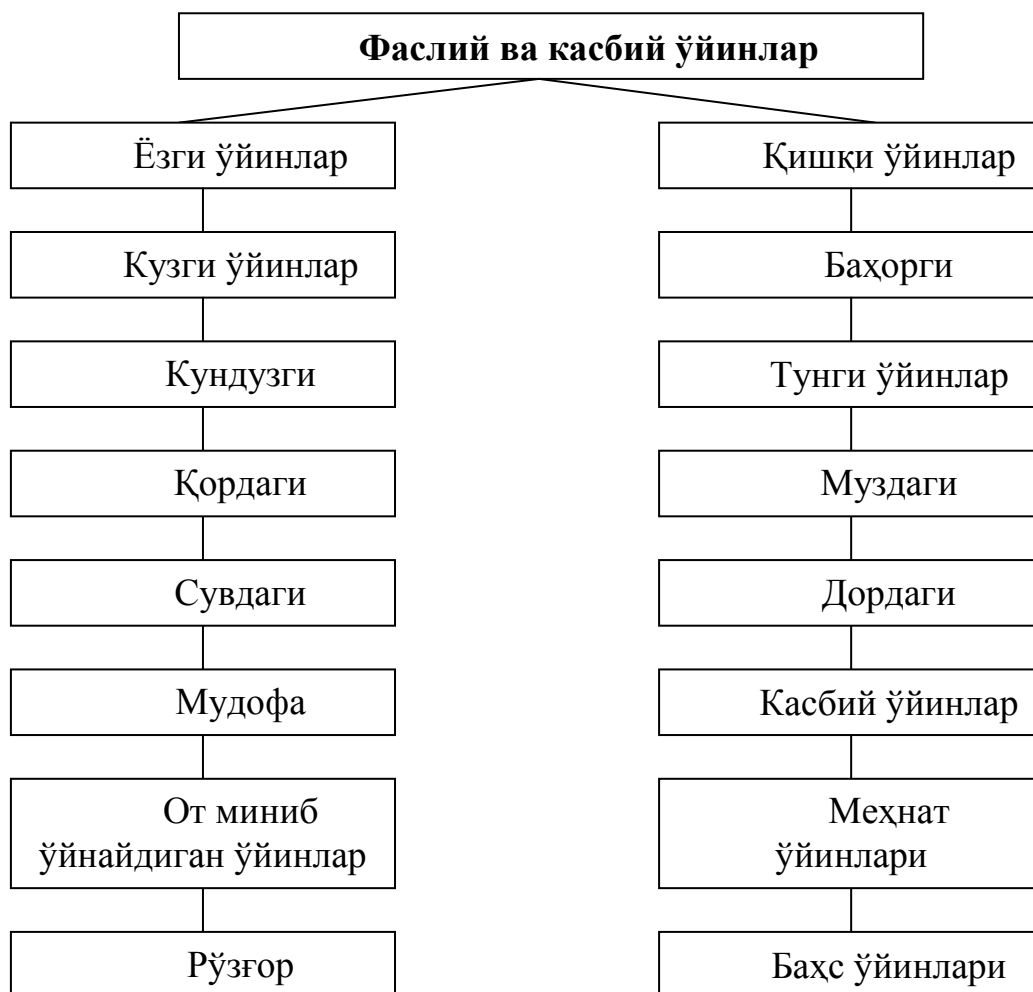 Фаслий ва касбий ўйинлар
Ёзги ўйинлар
Қишқи ўйинлар
Кузги ўйинлар
Баҳорги
Кундузги
Тунги ўйинлар
Қордаги
Муздаги
Сувдаги
Дордаги
Мудофа
Касбий ўйинлар
От миниб
ўйнайдиган ўйинлар
Меҳнат
ўйинлари
Рўзғор
Баҳс ўйинлари